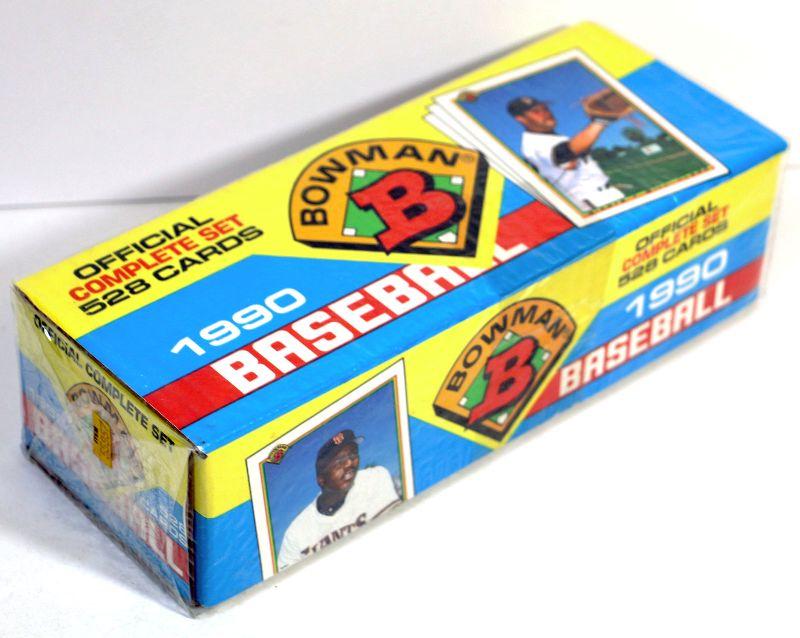 OFFICIAL
COMPLETE SET
528 CARDS
BOWMAN®
B
1990
BASEBALL
OFFICIAL
COMPLETE SET
528 CARDS
1990
BASEBALL
BOWMAN
B
GIANTS
OFFICIAL COMPLETE SET
BOWMAN